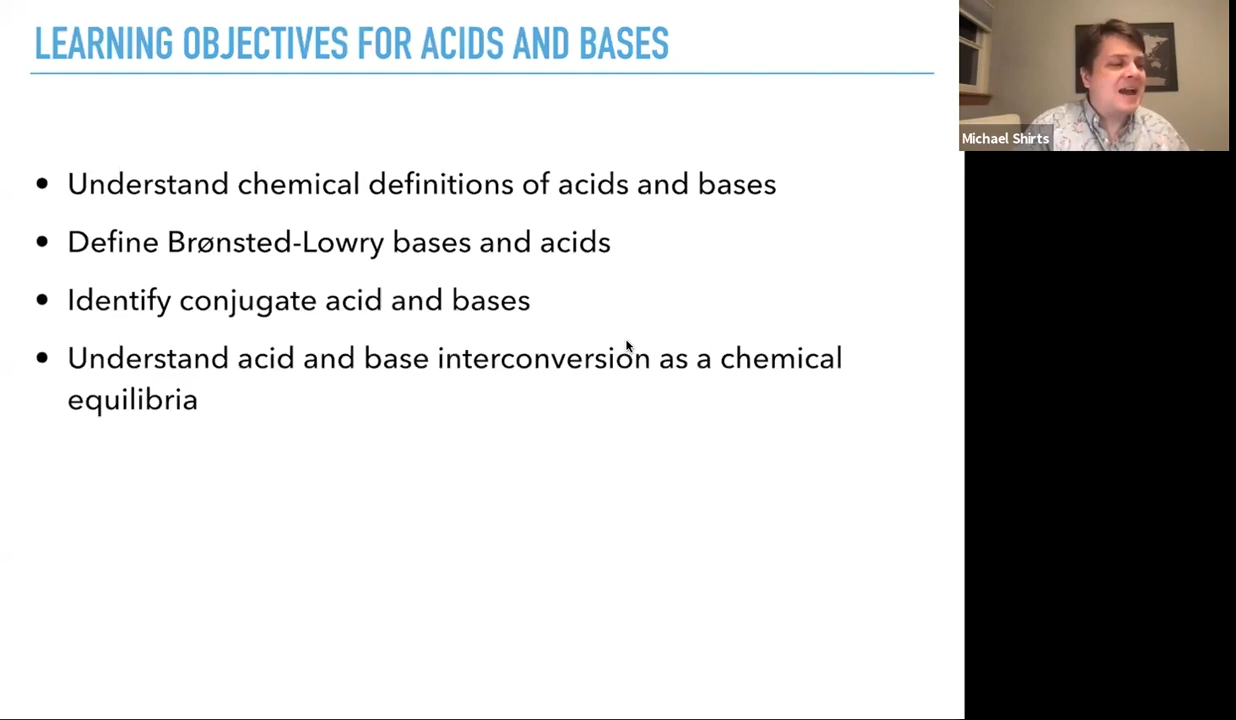 LEARNING OBJECTIVES FOR ACIDS AND BASES
Michael Shirts
• Understand chemical definitions of acids and bases
• Define Brønsted-Lowry bases and acids
• Identify conjugate acid and bases
• Understand acid and base interconversion as a chemical
equilibria